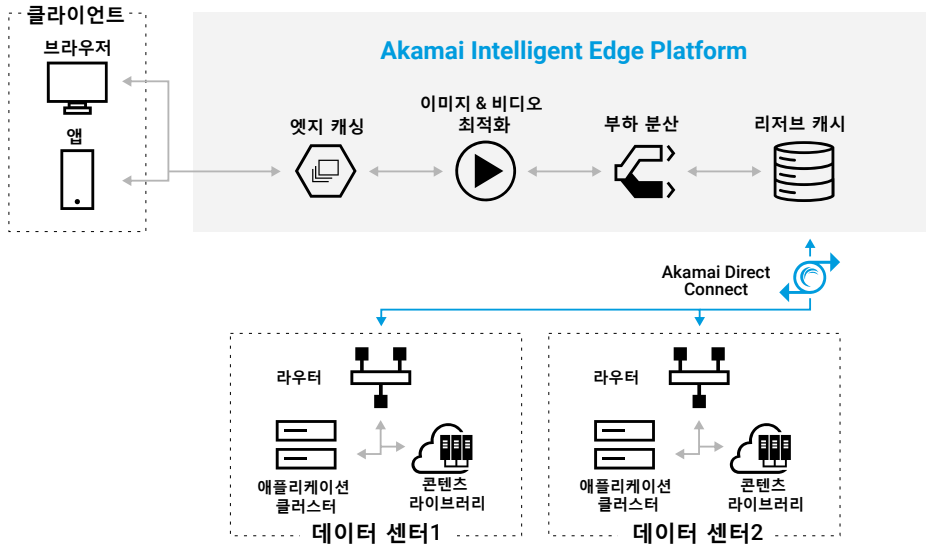 클라이언트
브라우저
앱
Akamai Intelligent Edge Platform
엣지 캐싱
이미지 & 비디오
최적화
부하 분산
리저브 캐시
Akamai Direct
Connect
라우터
애플리케이션
클러스터
콘텐츠
라이브러리
데이터 센터1
라우터
애플리케이션
클러스터
콘텐츠
라이브러리
데이터 센터2